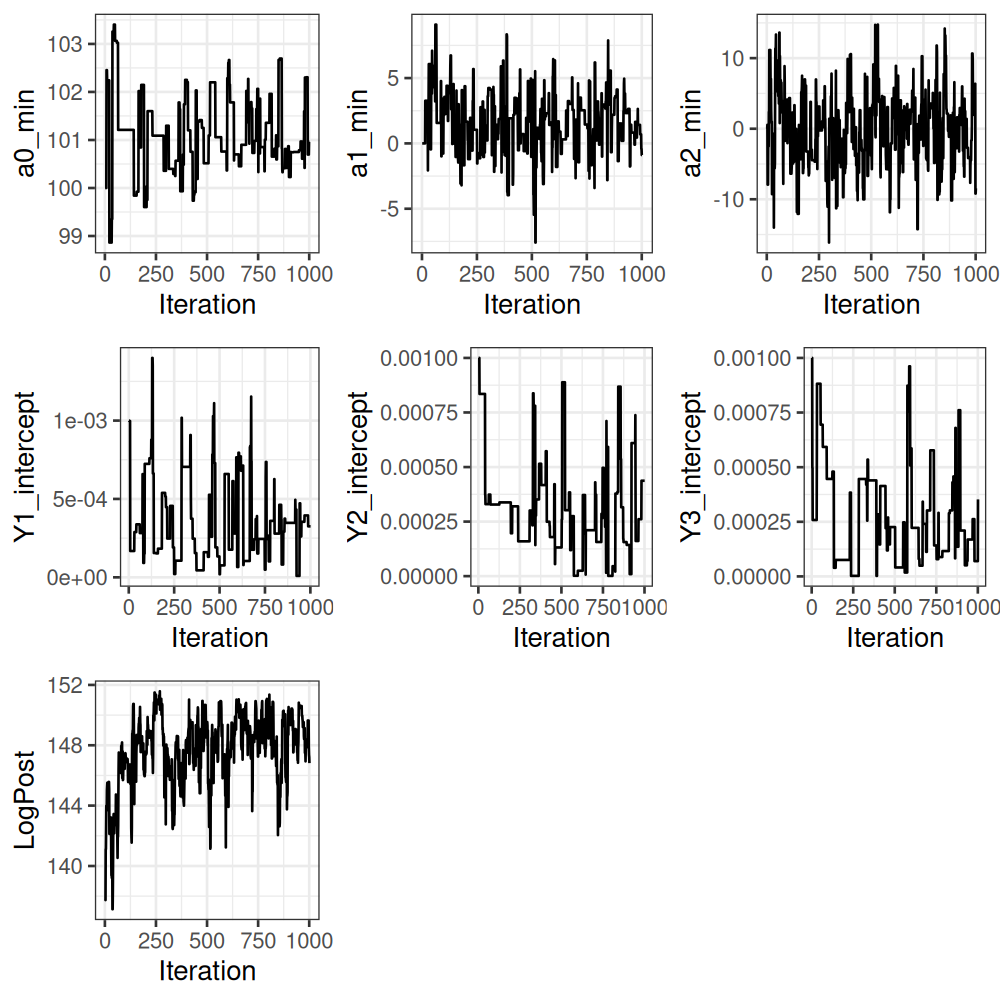 a0_min
103
102
101
100
99
0 250 500 750 1000
Iteration
a1_min
5
0
-5
0 250 500 750 1000
Iteration
a2_min
10
0
-10
0 250 500 750 1000
Iteration
Y1_intercept
1e-03
5e-04
0e+00
0 250 500 750 1000
Iteration
Y2_intercept
0.00100
0.00075
0.00050
0.00025
0.00000
0 250 500 750 1000
Iteration
Y3_intercept
0.00100
0.00075
0.00050
0.00025
0.00000
0 250 500 750 1000
Iteration
LogPost
152
148
144
140
0 250 500 750 1000
Iteration